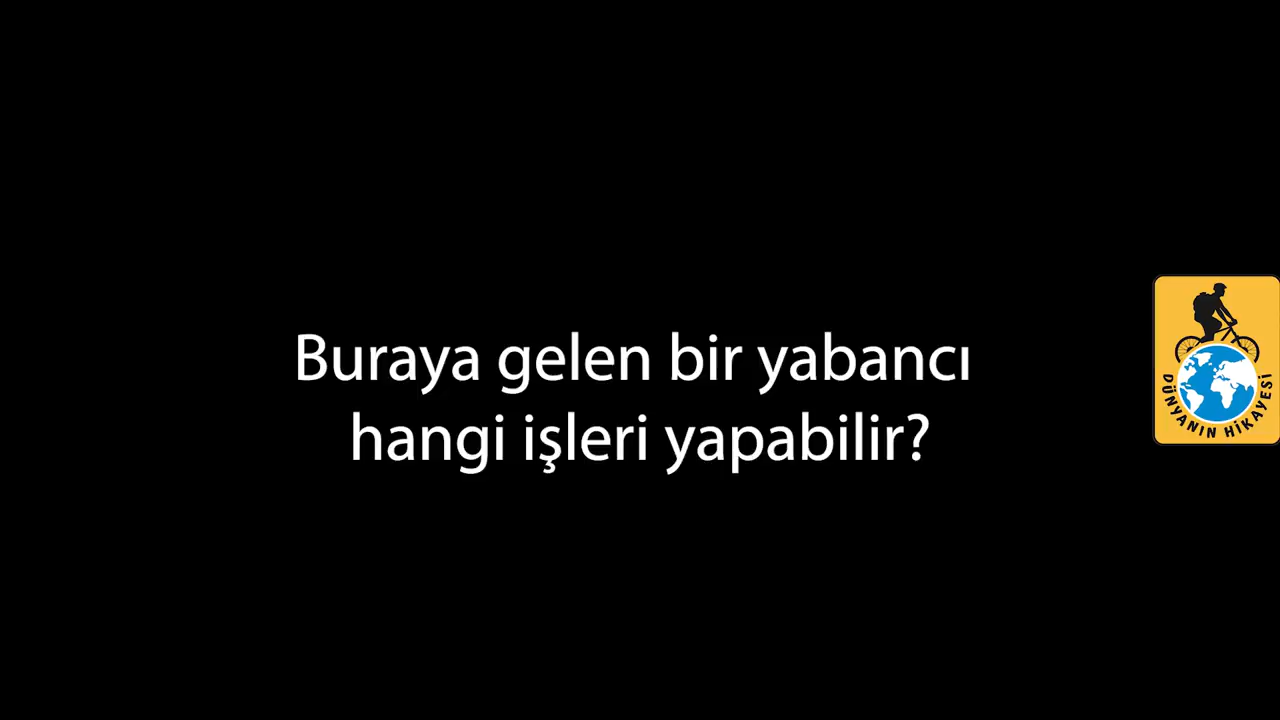 Buraya gelen bir yabancı
hangi işleri yapabilir?
DÜNYANIN HİKAYESİ